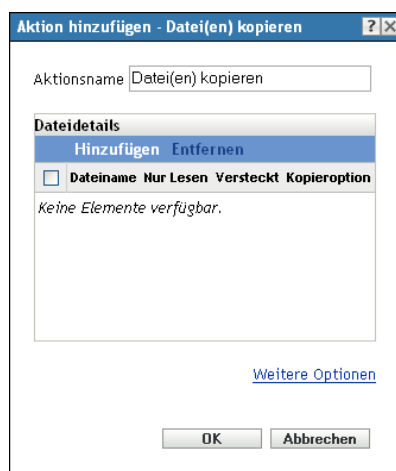 Aktion hinzufügen - Datei(en) kopieren ? X
Aktionsname Datei(en) kopieren
Dateidetails
Hinzufügen Entfernen
Dateiname Nur Lesen Versteckt Kopieroption
Keine Elemente verfügbar.
Weitere Optionen
OK Abbrechen